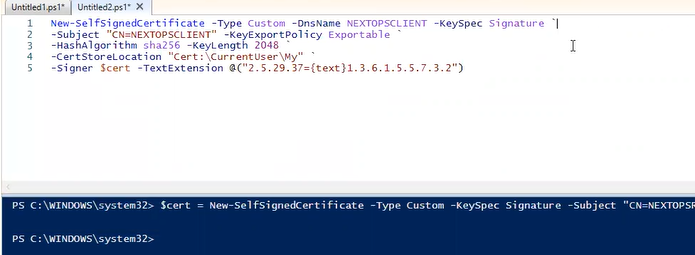 Untitled1.ps1* Untitled2.ps1* X
1 New-SelfSignedCertificate -Type Custom -DnsName NEXTOPSCLIENT -KeySpec Signature `
2 -Subject "CN=NEXTOPSCLIENT" -KeyExportPolicy Exportable `
3 -HashAlgorithm sha256 -KeyLength 2048 `
4 -CertStoreLocation "Cert:\CurrentUser\My" `
5 -Signer $cert -TextExtension @("2.5.29.37={text}1.3.6.1.5.5.7.3.2")
PS C:\WINDOWS\system32> $cert = New-SelfSignedCertificate -Type Custom -KeySpec Signature -Subject "CN=NEXTOPSR
PS C:\WINDOWS\system32>